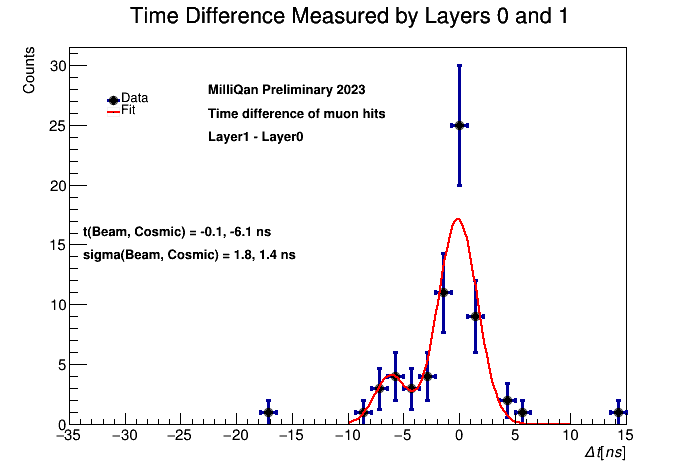 Time Difference Measured by Layers 0 and 1
Counts
30
25
20
15
10
5
0
Data
Fit
MilliQan Preliminary 2023
Time difference of muon hits
Layer1 - Layer0
t(Beam, Cosmic) = -0.1, -6.1 ns
sigma(Beam, Cosmic) = 1.8, 1.4 ns
−35 −30 −25 −20 −15 −10 −5 0 5 10 15
Δt[ns]